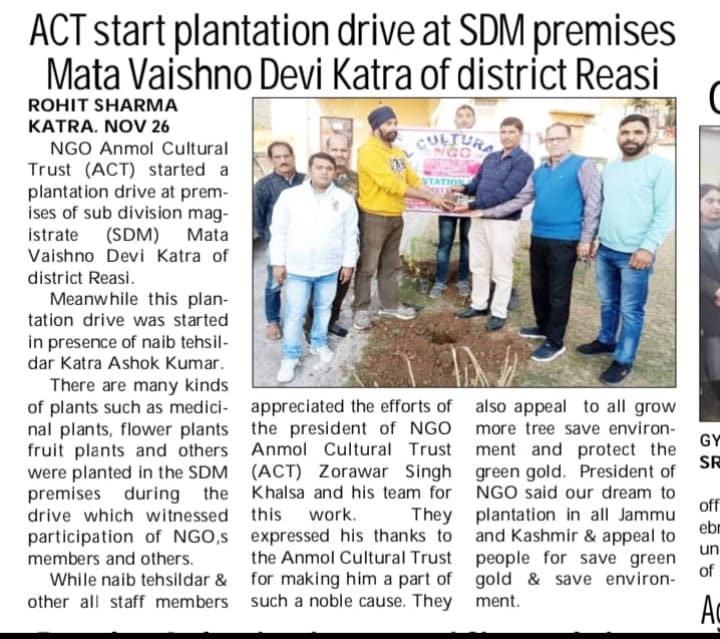 ACT start plantation drive at SDM premises
Mata Vaishno Devi Katra of district Reasi
ROHIT SHARMA
KATRA. NOV 26
NGO Anmol Cultural
Trust (ACT) started a
plantation drive at prem-
ises of sub division mag-
istrate (SDM) Mata
Vaishno Devi Katra of
district Reasi.
Meanwhile this plan-
tation drive was started
in presence of naib tehsil-
dar Katra Ashok Kumar.
There are many kinds
of plants such as medici-
nal plants, flower plants
fruit plants and others
were planted in the SDM
premises during the
drive which witnessed
participation of NGO,s
members and others.
While naib tehsildar &
other all staff members
CULTURA
NGO
NTATION
appreciated the efforts of
the president of NGO
Anmol Cultural Trust
(ACT) Zorawar Singh
Khalsa and his team for
this work. They
expressed his thanks to
the Anmol Cultural Trust
for making him a part of
such a noble cause. They
also appeal to all grow
more tree save environ-
ment and protect the
green gold. President of
NGO said our dream to
plantation in all Jammu
and Kashmir & appeal to
people for save green
gold & save environ-
ment.
GY
SR
off
ebr
un
of